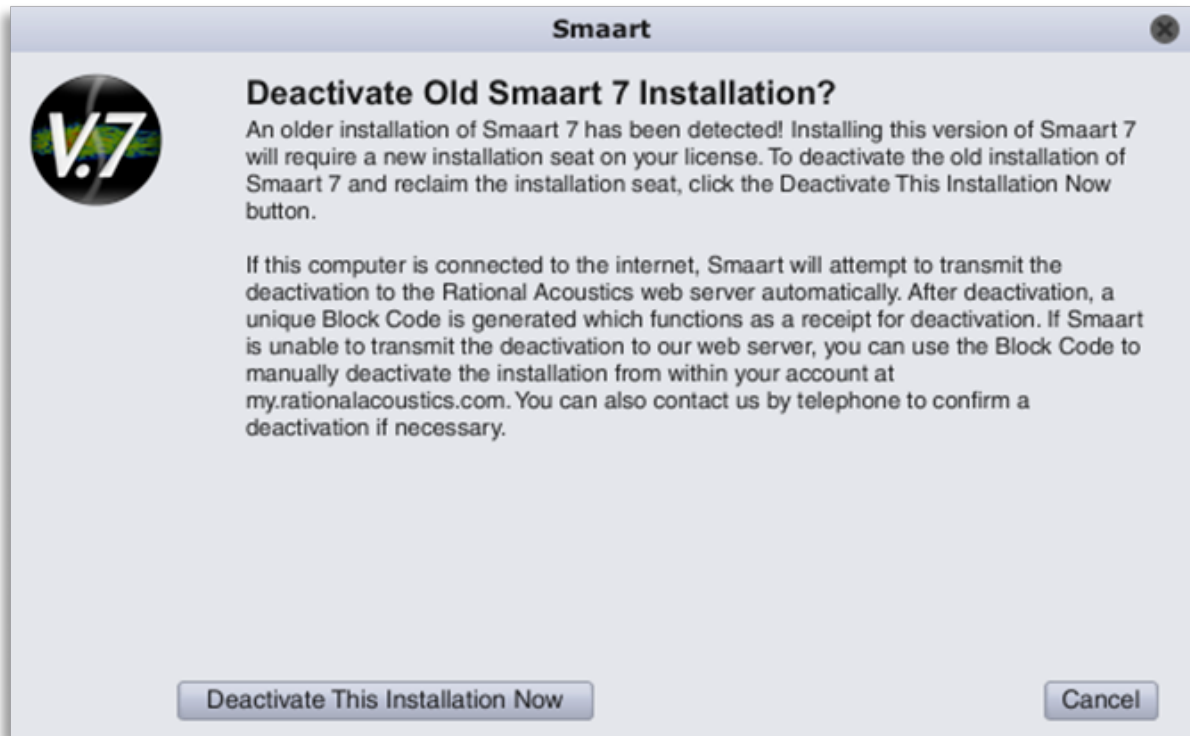 Smaart
V.7
Deactivate Old Smaart 7 Installation?
An older installation of Smaart 7 has been detected! Installing this version of Smaart 7
will require a new installation seat on your license. To deactivate the old installation of
Smaart 7 and reclaim the installation seat, click the Deactivate This Installation Now
button.
If this computer is connected to the internet, Smaart will attempt to transmit the
deactivation to the Rational Acoustics web server automatically. After deactivation, a
unique Block Code is generated which functions as a receipt for deactivation. If Smaart
is unable to transmit the deactivation to our web server, you can use the Block Code to
manually deactivate the installation from within your account at
my.rationalacoustics.com. You can also contact us by telephone to confirm a
deactivation if necessary.
Deactivate This Installation Now
Cancel